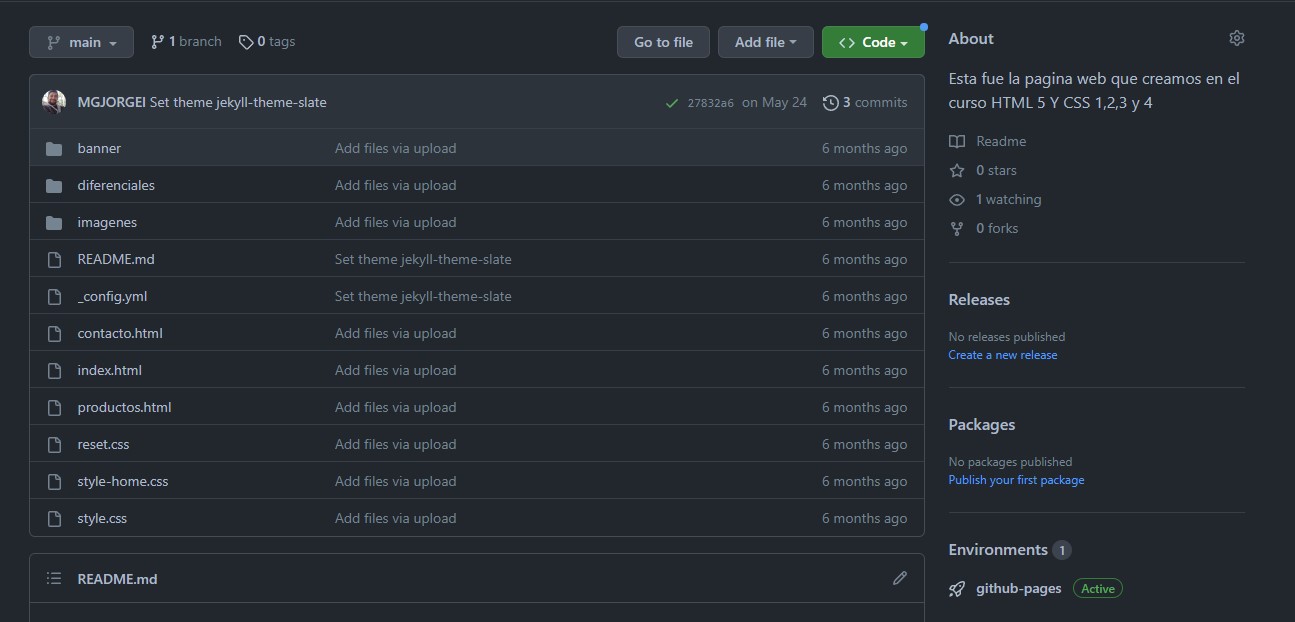 main
1 branch
0 tags
Go to file
Add file
Code
MGJORGEI Set theme jekyll-theme-slate
27832a6 on May 24
3 commits
banner Add files via upload 6 months ago
diferenciales Add files via upload 6 months ago
imagenes Add files via upload 6 months ago
README.md Set theme jekyll-theme-slate 6 months ago
_config.yml Set theme jekyll-theme-slate 6 months ago
contacto.html Add files via upload 6 months ago
index.html Add files via upload 6 months ago
productos.html Add files via upload 6 months ago
reset.css Add files via upload 6 months ago
style-home.css Add files via upload 6 months ago
style.css Add files via upload 6 months ago
README.md
About
Esta fue la pagina web que creamos en el
curso HTML 5 Y CSS 1,2,3 y 4
Readme
0 stars
1 watching
0 forks
Releases
No releases published
Create a new release
Packages
No packages published
Publish your first package
Environments 1
github-pages Active